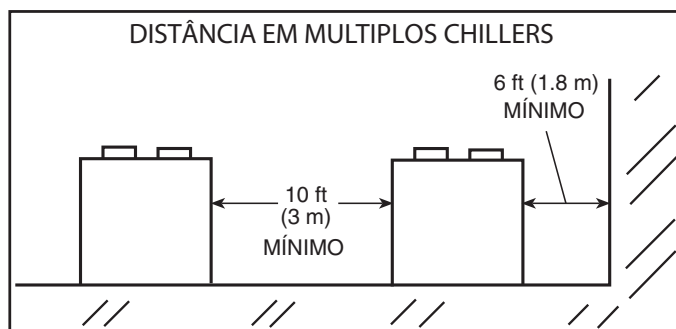 DISTÂNCIA EM MULTIPLOS CHILLERS
6 ft (1.8 m)
MÍNIMO
10 ft
(3 m)
MÍNIMO